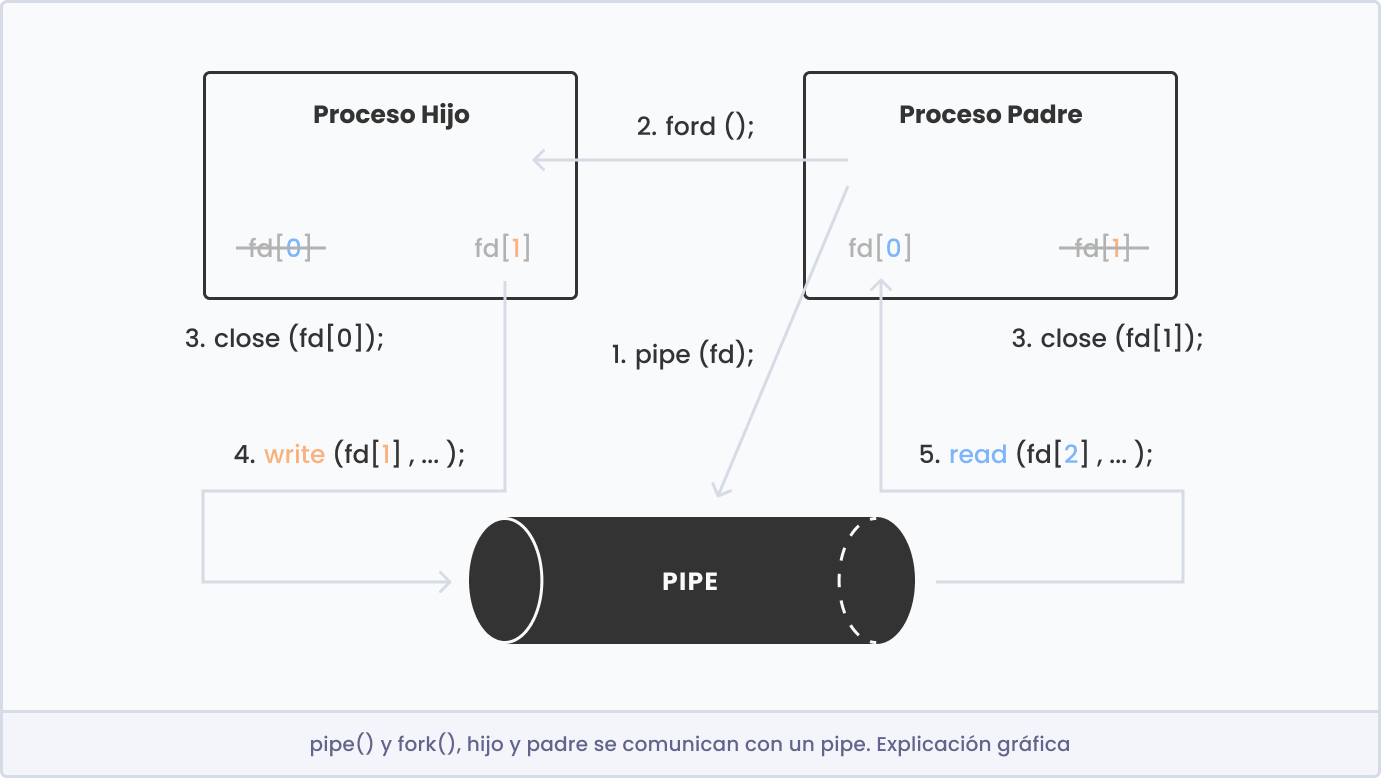 Proceso Hijo
Proceso Padre
2. ford ();
fd[0]
fd[1]
fd[0]
fd[1]
3. close (fd[0]);
1. pipe (fd);
3. close (fd[1]);
4. write (fd[1] , ... );
5. read (fd[2] , ... );
PIPE
pipe() y fork(), hijo y padre se comunican con un pipe. Explicación gráfica